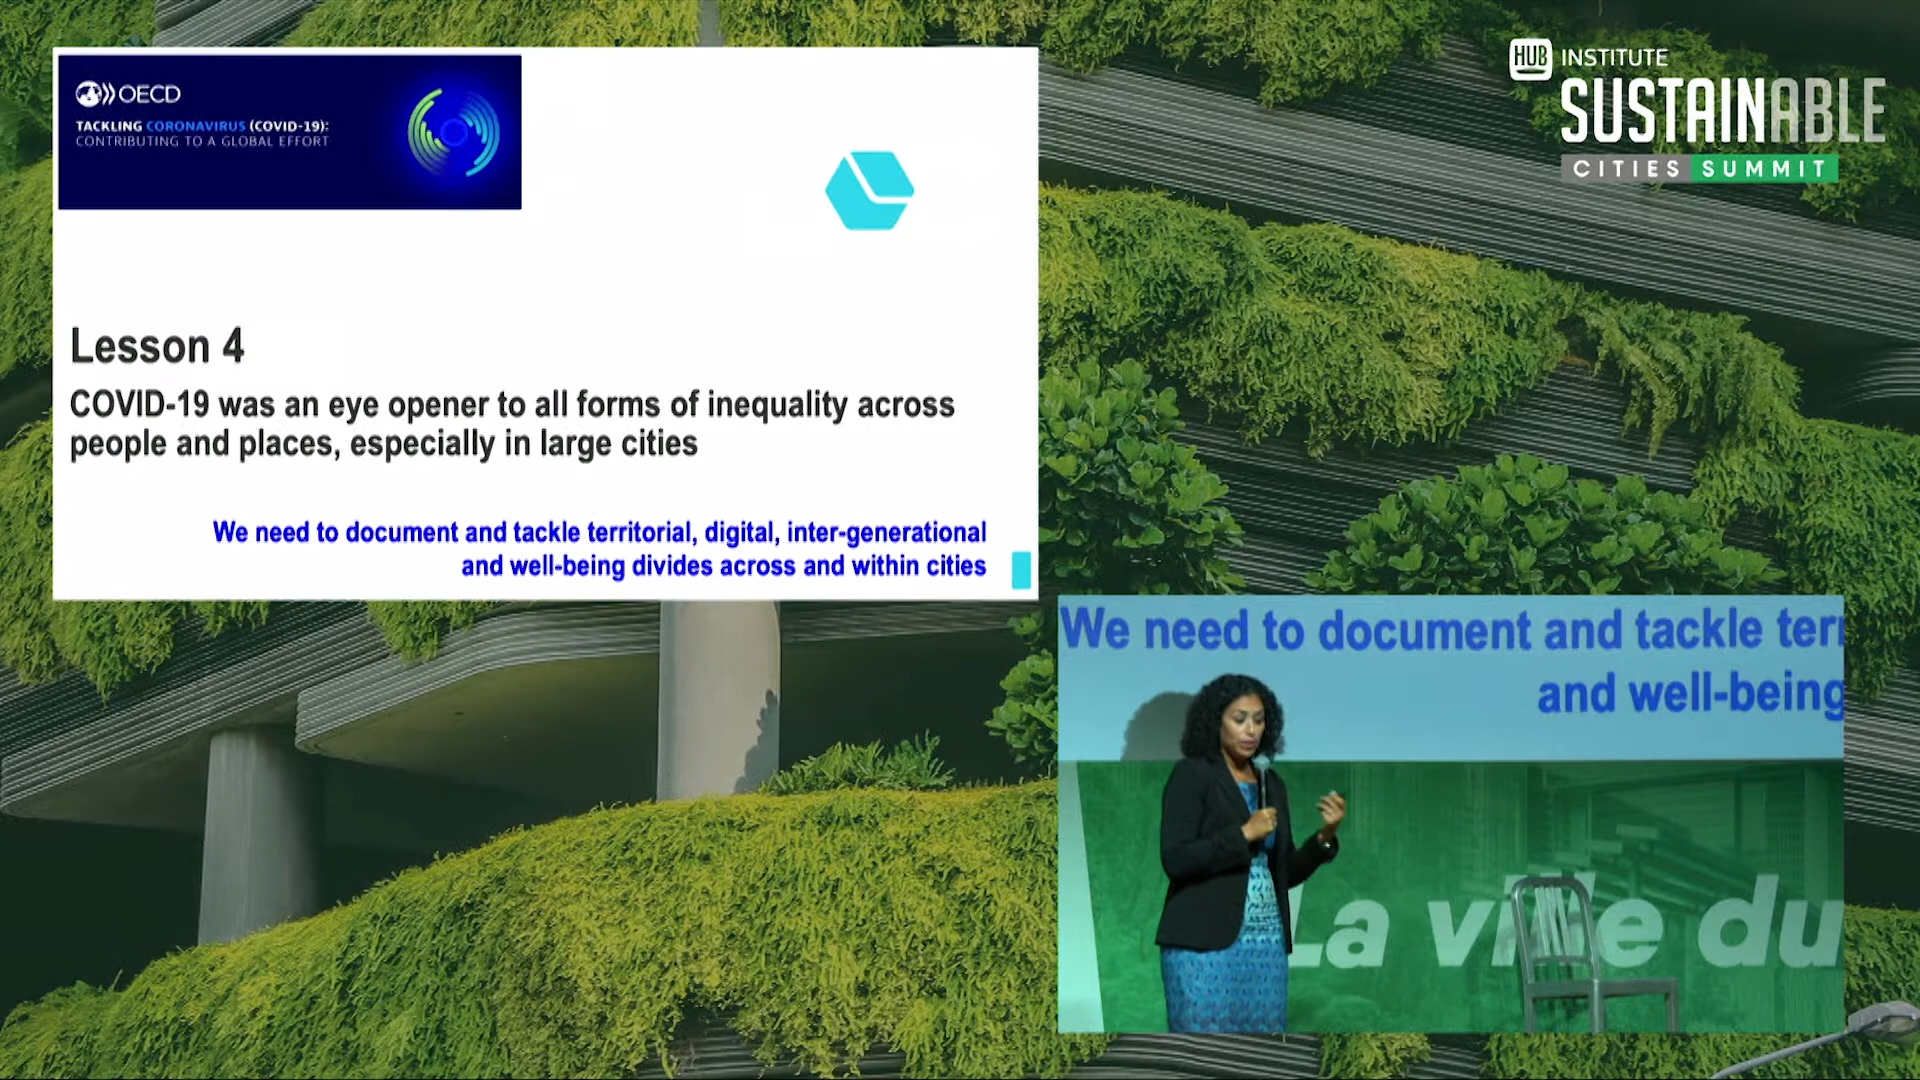 OECD
TACKLING CORONAVIRUS (COVID-19):
CONTRIBUTING TO A GLOBAL EFFORT
Lesson 4
COVID-19 was an eye opener to all forms of inequality across
people and places, especially in large cities
We need to document and tackle territorial, digital, inter-generational
and well-being divides across and within cities
HUB INSTITUTE
SUSTAINABLE
CITIES SUMMIT
We need to document and tackle terr
and well-being
La ville du